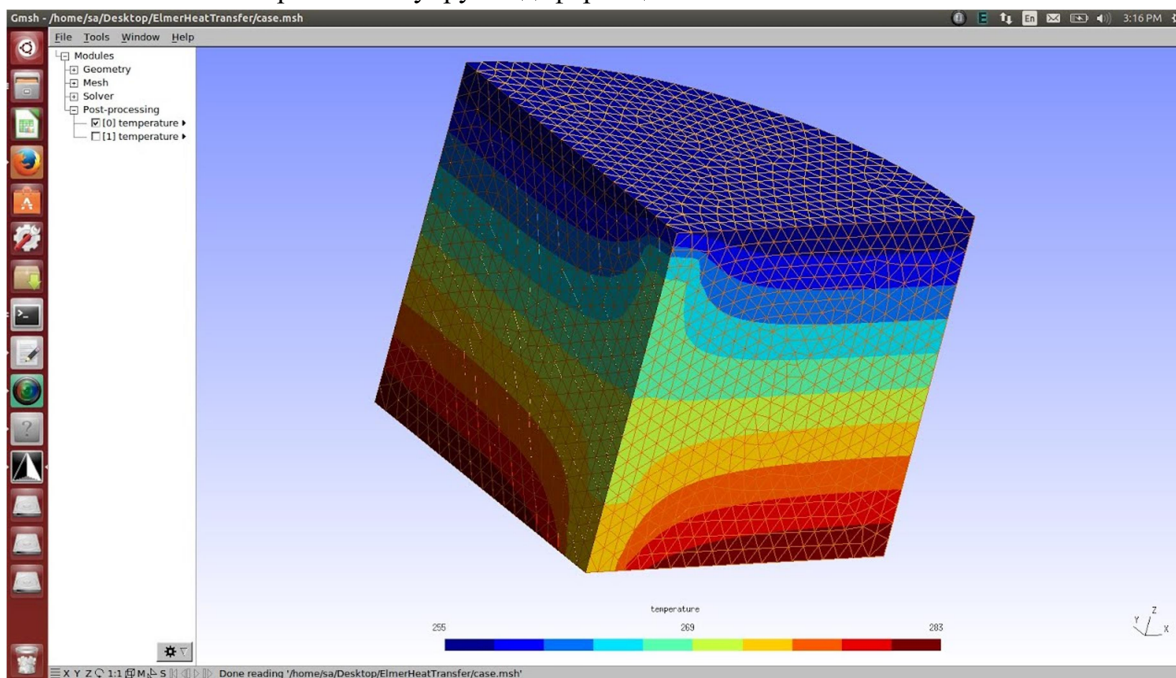 Gmsh - /home/sa/Desktop/ElmerHeatTransfer/case.msh
En
3:16 PM
File Tools Window Help
Modules
Geometry
Mesh
Solver
Post-processing
[0] temperature
[1] temperature
temperature
255 269 283
Z
Y
X
X Y Z 1:1 M S Done reading '/home/sa/Desktop/ElmerHeatTransfer/case.msh'